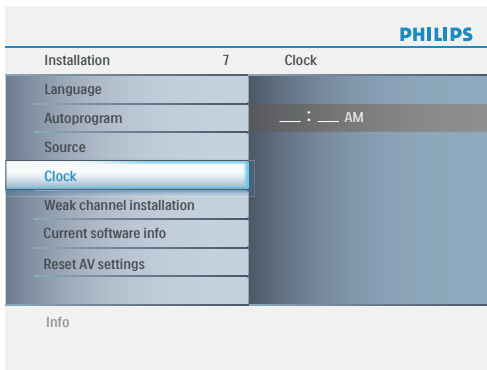 PHILIPS
Installation 7 Clock
Language
Autoprogram
__ : __ AM
Source
Clock
Weak channel installation
Current software info
Reset AV settings
Info